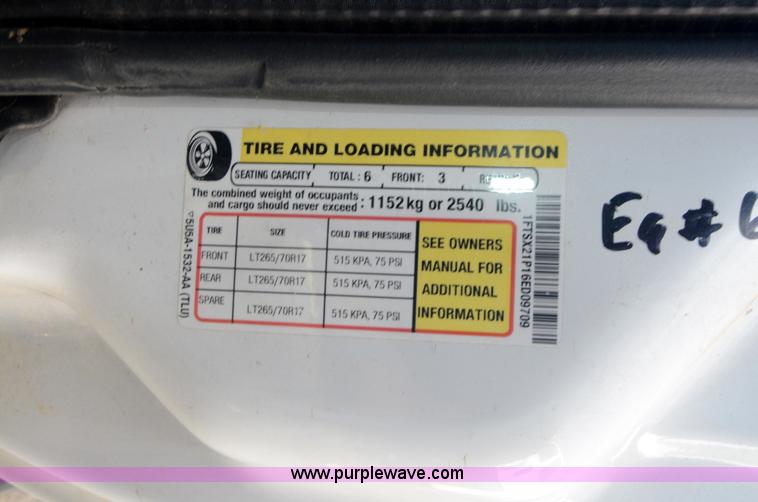 TIRE AND LOADING INFORMATION
SEATING CAPACITY TOTAL : 6 FRONT: 3
The combined weight of occupants and cargo should never exceed : 1152 kg or 2540 lbs.
TIRE SIZE COLD TIRE PRESSURE
FRONT LT265/70R17 515 KPA, 75 PSI
REAR LT265/70R17 515 KPA, 75 PSI
SPARE LT265/70R17 515 KPA, 75 PSI
SEE OWNERS
MANUAL FOR
ADDITIONAL
INFORMATION
5U5A-1532-AA (TLU)
1FTSX21P16ED09709
Eq #
www.purplewave.com